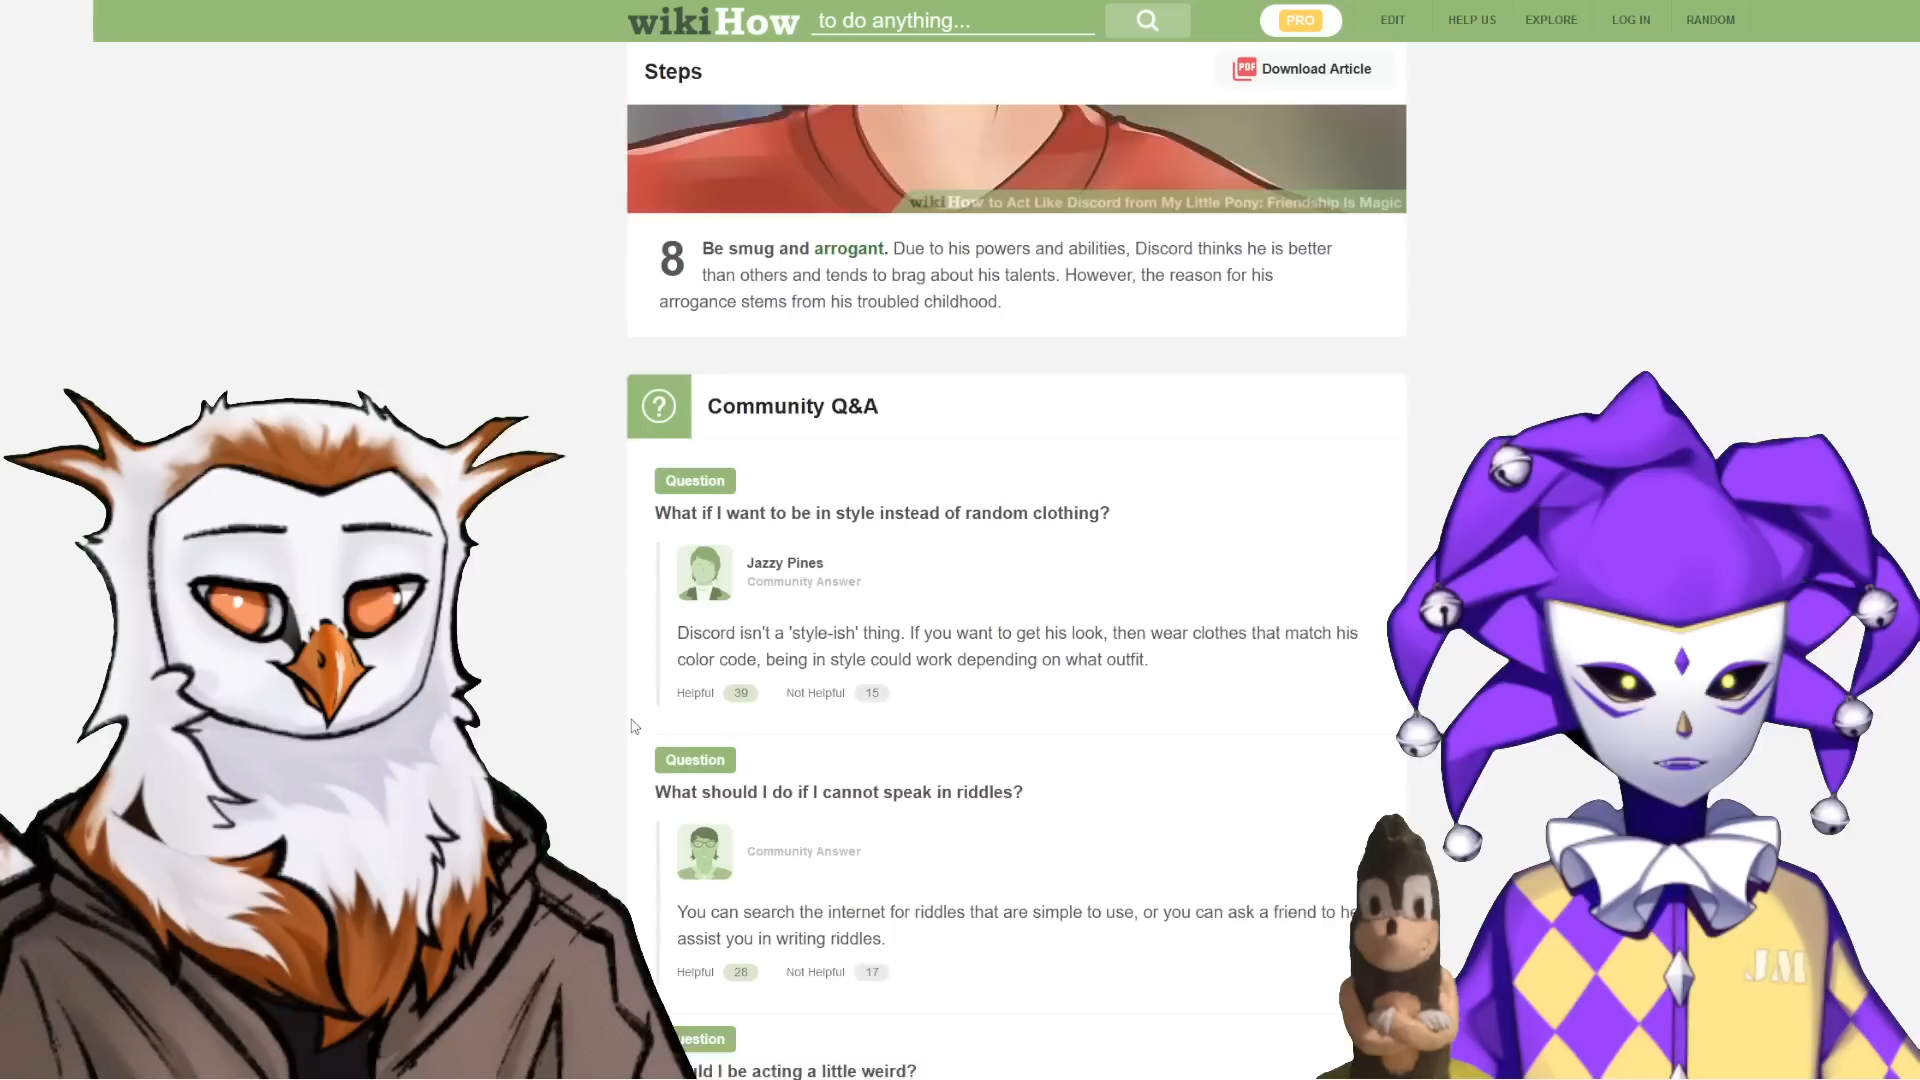 wikiHow to do anything... PRO EDIT HELP US EXPLORE LOG IN RANDOM
Steps Download Article
wikiHow to Act Like Discord from My Little Pony: Friendship Is Magic
8 Be smug and arrogant. Due to his powers and abilities, Discord thinks he is better
than others and tends to brag about his talents. However, the reason for his
arrogance stems from his troubled childhood.
Community Q&A
Question
What if I want to be in style instead of random clothing?
Jazzy Pines
Community Answer
Discord isn't a 'style-ish' thing. If you want to get his look, then wear clothes that match his
color code, being in style could work depending on what outfit.
Helpful 39 Not Helpful 15
Question
What should I do if I cannot speak in riddles?
Community Answer
You can search the internet for riddles that are simple to use, or you can ask a friend to he
assist you in writing riddles.
Helpful 28 Not Helpful 17
uestion
uld I be acting a little weird?
PDF
JM